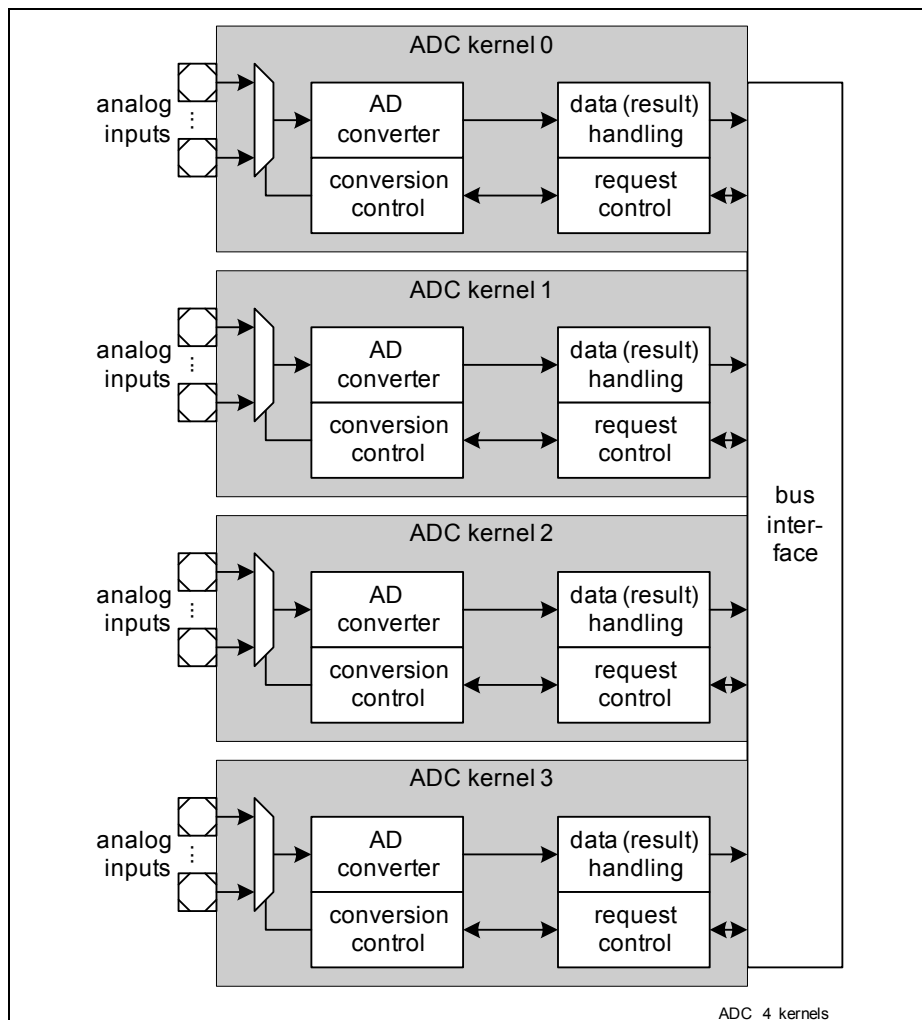 ADC kernel 0
analog
inputs
AD
converter
conversion
control
data (result)
handling
request
control
ADC kernel 1
analog
inputs
AD
converter
conversion
control
data (result)
handling
request
control
ADC kernel 2
analog
inputs
AD
converter
conversion
control
data (result)
handling
request
control
ADC kernel 3
analog
inputs
AD
converter
conversion
control
data (result)
handling
request
control
bus
inter-
face
ADC_4_kernels